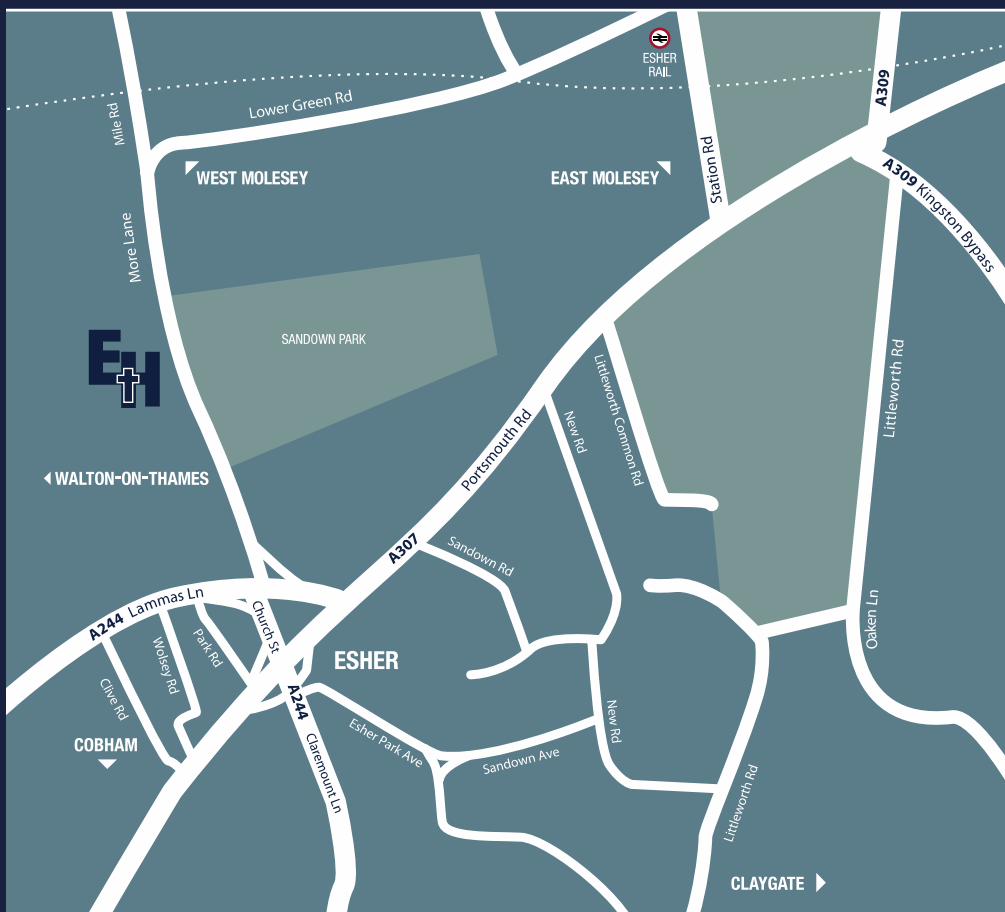 ESHER
RAIL
A309
Mile Rd
Lower Green Rd
WEST MOLESEY
EAST MOLESEY
Station Rd
A309 Kingston Bypass
More Lane
SANDOWN PARK
EH
Littleworth Rd
Littleworth Common Rd
New Rd
Portsmouth Rd
WALTON-ON-THAMES
A307
Sandown Rd
A244 Lammas Ln
Church St
Oaken Ln
Wolsey Rd
Park Rd
ESHER
Clive Rd
A244
Claremount Ln
Esher Park Ave
New Rd
COBHAM
Sandown Ave
Littleworth Rd
CLAYGATE